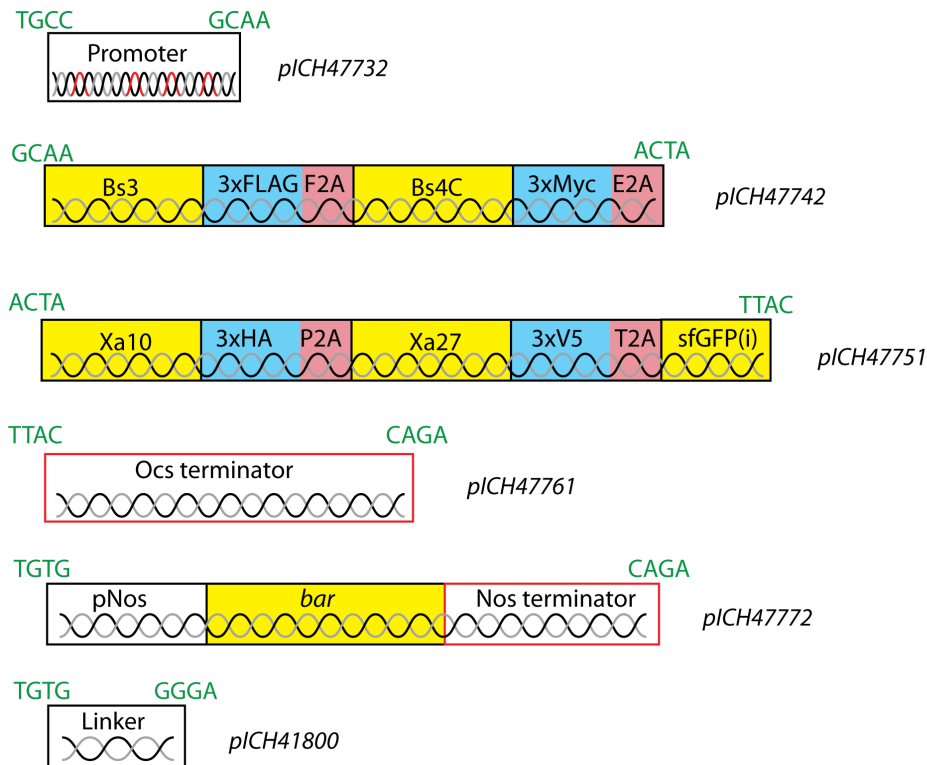 TGCC GCAA
Promoter
pICH47732
GCAA ACTA
Bs3 3xFLAG F2A Bs4C 3xMyc E2A
pICH47742
ACTA TTAC
Xa10 3xHA P2A Xa27 3xV5 T2A sfGFP(i)
pICH47751
TTAC CAGA
Ocs terminator
pICH47761
TGTG CAGA
pNos bar Nos terminator
pICH47772
TGTG GGGA
Linker
pICH41800